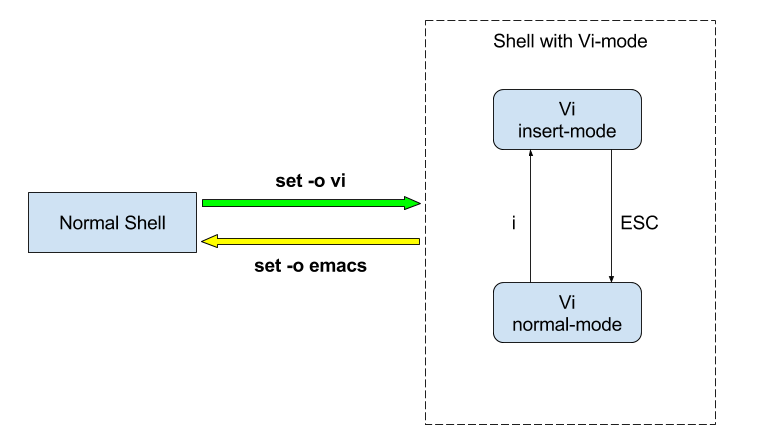 Shell with Vi-mode
Vi
insert-mode
set -o vi
Normal Shell
i
ESC
set -o emacs
Vi
normal-mode